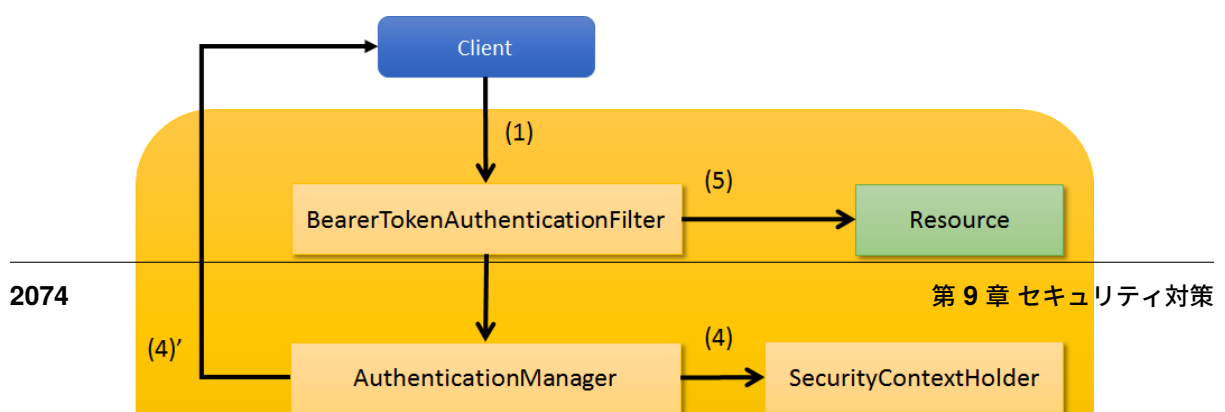 Client
(1)
(5)
BearerTokenAuthenticationFilter
Resource
2074
第 9 章 セキュリティ対策
(4)’
(4)
AuthenticationManager
SecurityContextHolder